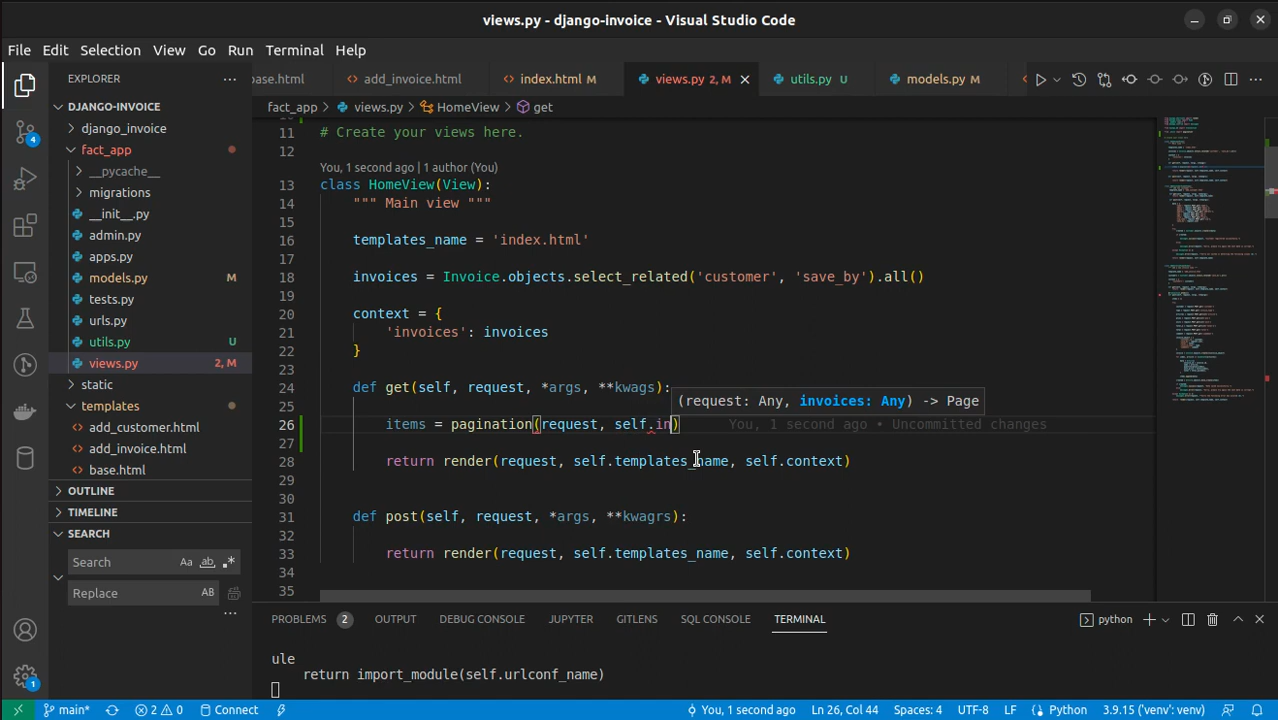 views.py - django-invoice - Visual Studio Code
File Edit Selection View Go Run Terminal Help
EXPLORER
base.html add_invoice.html index.html M views.py 2, M utils.py U models.py M
DJANGO-INVOICE
django_invoice
fact_app
__pycache__
migrations
__init__.py
admin.py
apps.py
models.py M
tests.py
urls.py
utils.py U
views.py 2, M
static
templates
add_customer.html
add_invoice.html
base.html
OUTLINE
TIMELINE
SEARCH
Search Aa ab .*
Replace AB
4
1
fact_app > views.py > HomeView > get
11 # Create your views here.
12
You, 1 second ago | 1 author (You)
13 class HomeView(View):
14 """ Main view """
15
16 templates_name = 'index.html'
17
18 invoices = Invoice.objects.select_related('customer', 'save_by').all()
19
20 context = {
21 'invoices': invoices
22 }
23
24 def get(self, request, *args, **kwags):
(request: Any, invoices: Any) -> Page
25
26 items = pagination(request, self.in) You, 1 second ago • Uncommitted changes
27
28 return render(request, self.templates_name, self.context)
29
30
31 def post(self, request, *args, **kwagrs):
32
33 return render(request, self.templates_name, self.context)
34
35
PROBLEMS 2 OUTPUT DEBUG CONSOLE JUPYTER GITLENS SQL CONSOLE TERMINAL python
ule
return import_module(self.urlconf_name)
main* 2 0 Connect You, 1 second ago Ln 26, Col 44 Spaces: 4 UTF-8 LF Python 3.9.15 ('venv': venv)